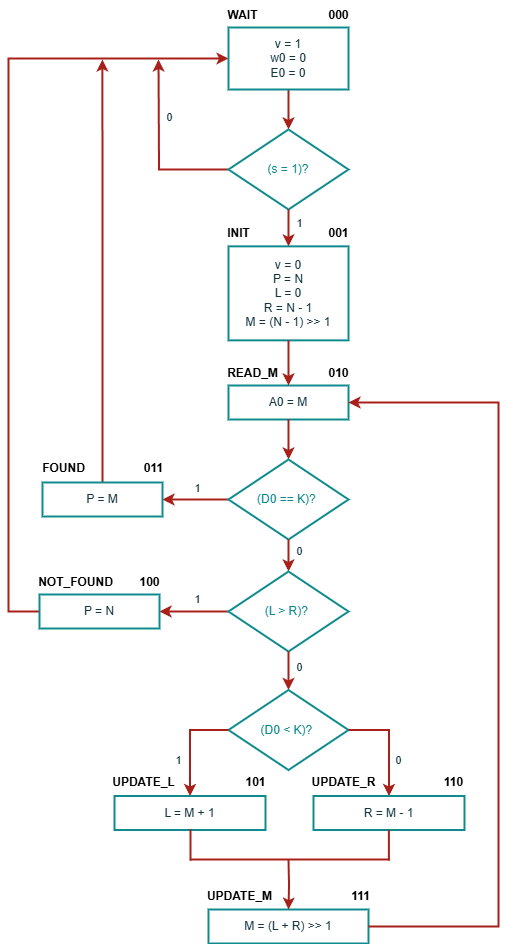 WAIT 000
v = 1
w0 = 0
E0 = 0
0
(s = 1)?
1
INIT 001
v = 0
P = N
L = 0
R = N - 1
M = (N - 1) >> 1
READ_M 010
A0 = M
FOUND 011
P = M
1
(D0 == K)?
0
NOT_FOUND 100
P = N
1
(L > R)?
0
(D0 < K)?
1
0
UPDATE_L 101
L = M + 1
UPDATE_R 110
R = M - 1
UPDATE_M 111
M = (L + R) >> 1